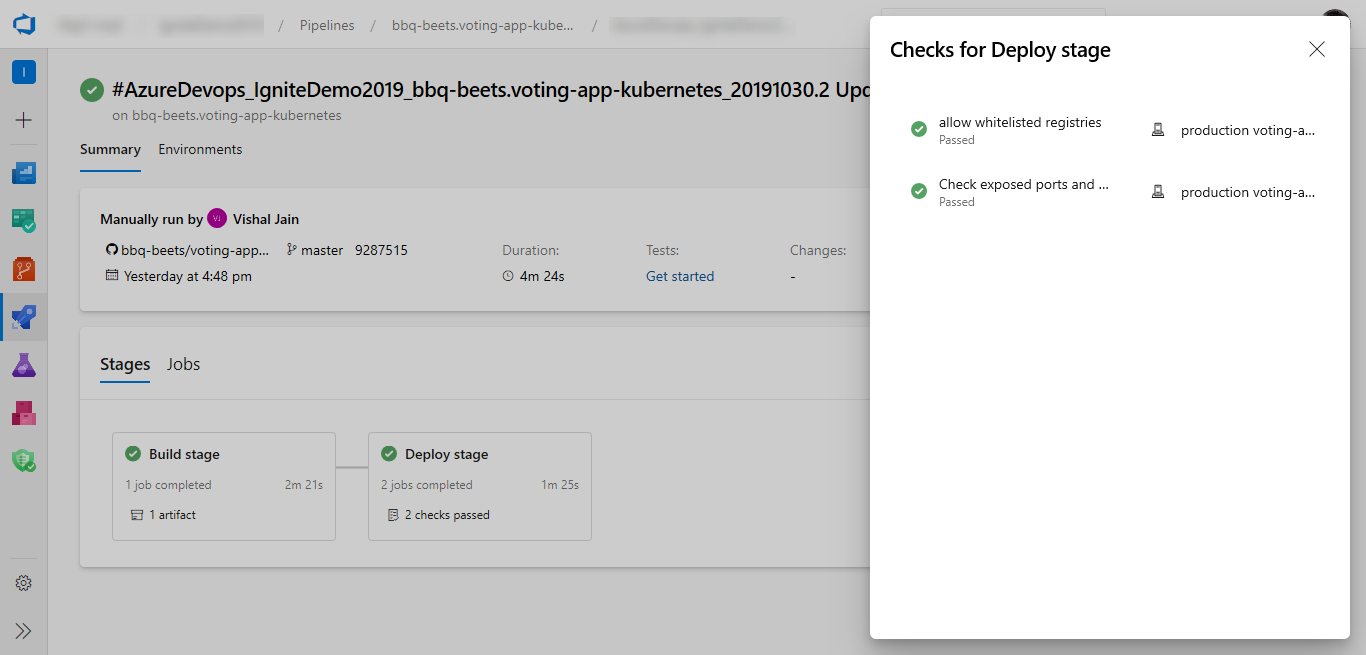 / Pipelines / bbq-beets.voting-app-kube... /
I
#AzureDevops_IgniteDemo2019_bbq-beets.voting-app-kubernetes_20191030.2 Upd
on bbq-beets.voting-app-kubernetes
Summary Environments
Manually run by VJ Vishal Jain
bbq-beets/voting-app... master 9287515
Yesterday at 4:48 pm
Duration:
4m 24s
Tests:
Get started
Changes:
-
Stages Jobs
Build stage
1 job completed 2m 21s
1 artifact
Deploy stage
2 jobs completed 1m 25s
2 checks passed
Checks for Deploy stage
allow whitelisted registries
Passed
production voting-a...
Check exposed ports and ...
Passed
production voting-a...